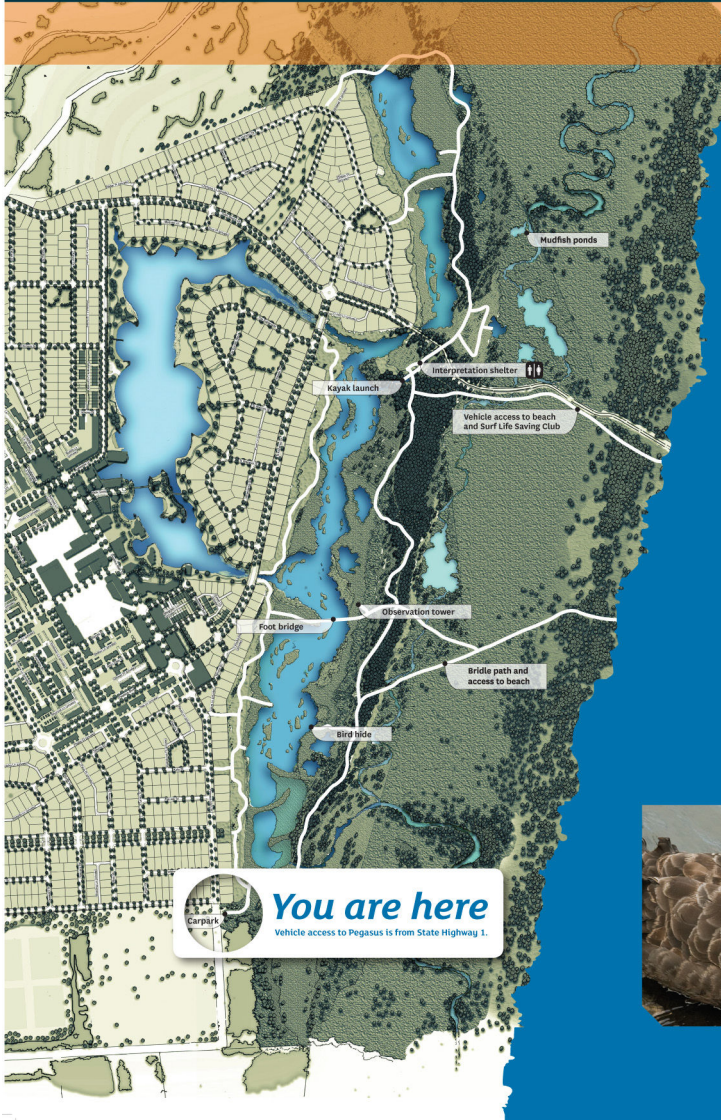 Mudfish ponds
Interpretation shelter
Kayak launch
Vehicle access to beach
and Surf Life Saving Club
Observation tower
Foot bridge
Bridle path and
access to beach
Bird hide
Carpark
You are here
Vehicle access to Pegasus is from State Highway 1.